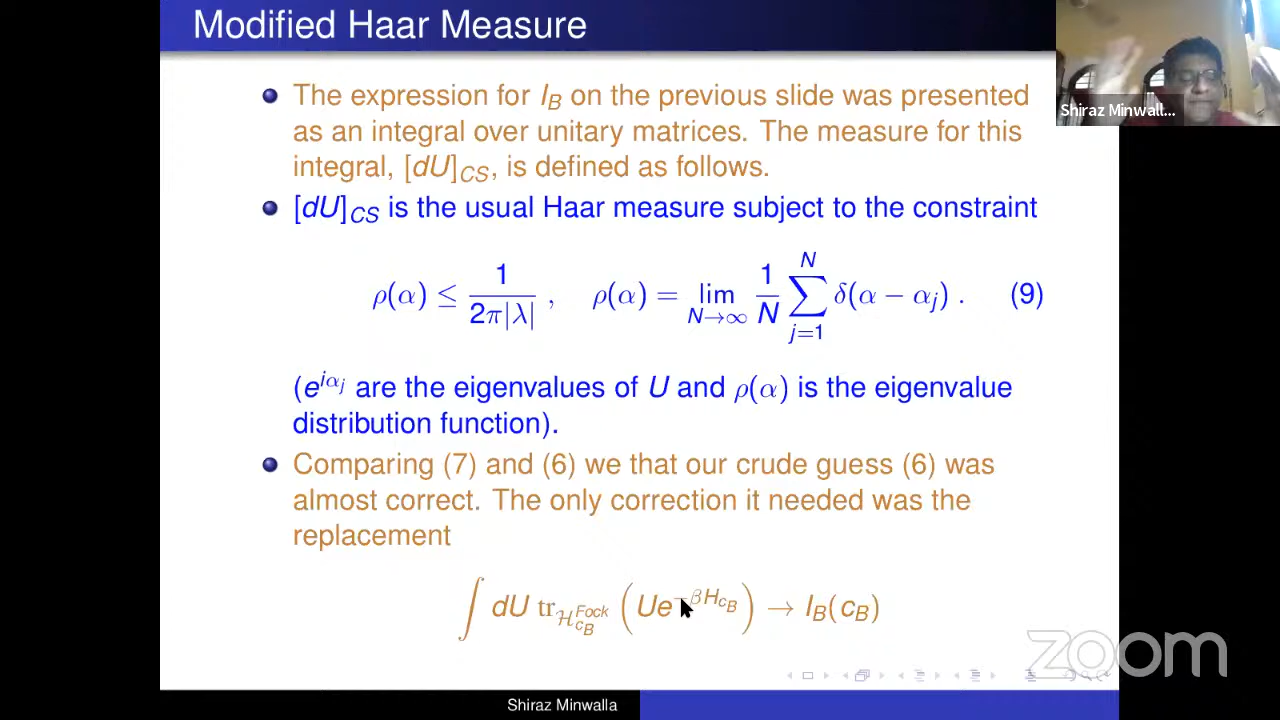 Modified Haar Measure
The expression for I_B on the previous slide was presented
as an integral over unitary matrices. The measure for this
integral, [dU]_CS, is defined as follows.
[dU]_CS is the usual Haar measure subject to the constraint
ρ(α) ≤ 1/(2π|λ|) , ρ(α) = lim_{N→∞} 1/N ∑_{j=1}^{N} δ(α − α_j) . (9)
(e^{iα_j} are the eigenvalues of U and ρ(α) is the eigenvalue
distribution function).
Comparing (7) and (6) we that our crude guess (6) was
almost correct. The only correction it needed was the
replacement
∫ dU tr_{ℋ^{Fock}_{c_B}} (Ue^{−βH_{c_B}}) → I_B(c_B)
Shiraz Minwalla
Shiraz Minwall...
zoom